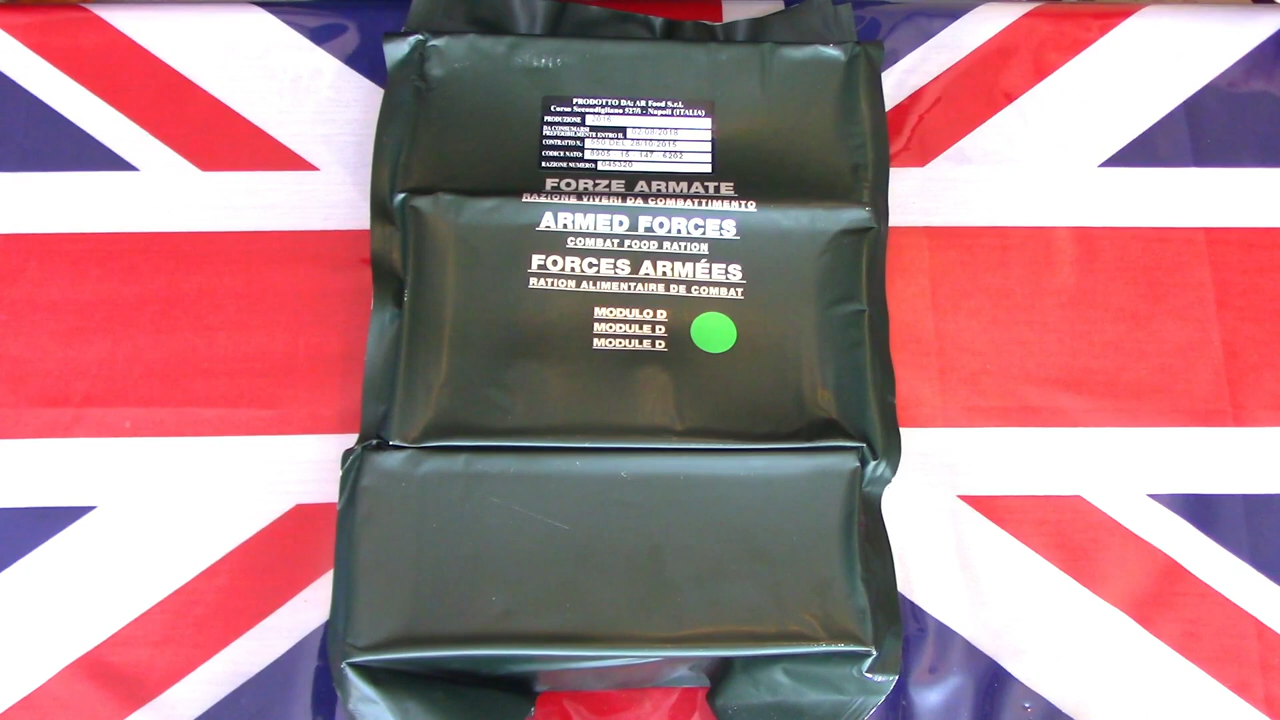 PRODOTTO DA: AR Food S.r.l.
Corso Secondigliano 527/i - Napoli (ITALIA)
PRODUZIONE 2016
DA CONSUMARSI
PREFERIBILMENTE ENTRO IL 02/08/2018
CONTRATTO N.: 550 DEL 28/10/2015
CODICE NATO: 8905 15 147 6202
RAZIONE NUMERO: 045320
FORZE ARMATE
RAZIONE VIVERI DA COMBATTIMENTO
ARMED FORCES
COMBAT FOOD RATION
FORCES ARMÉES
RATION ALIMENTAIRE DE COMBAT
MODULO D
MODULE D
MODULE D